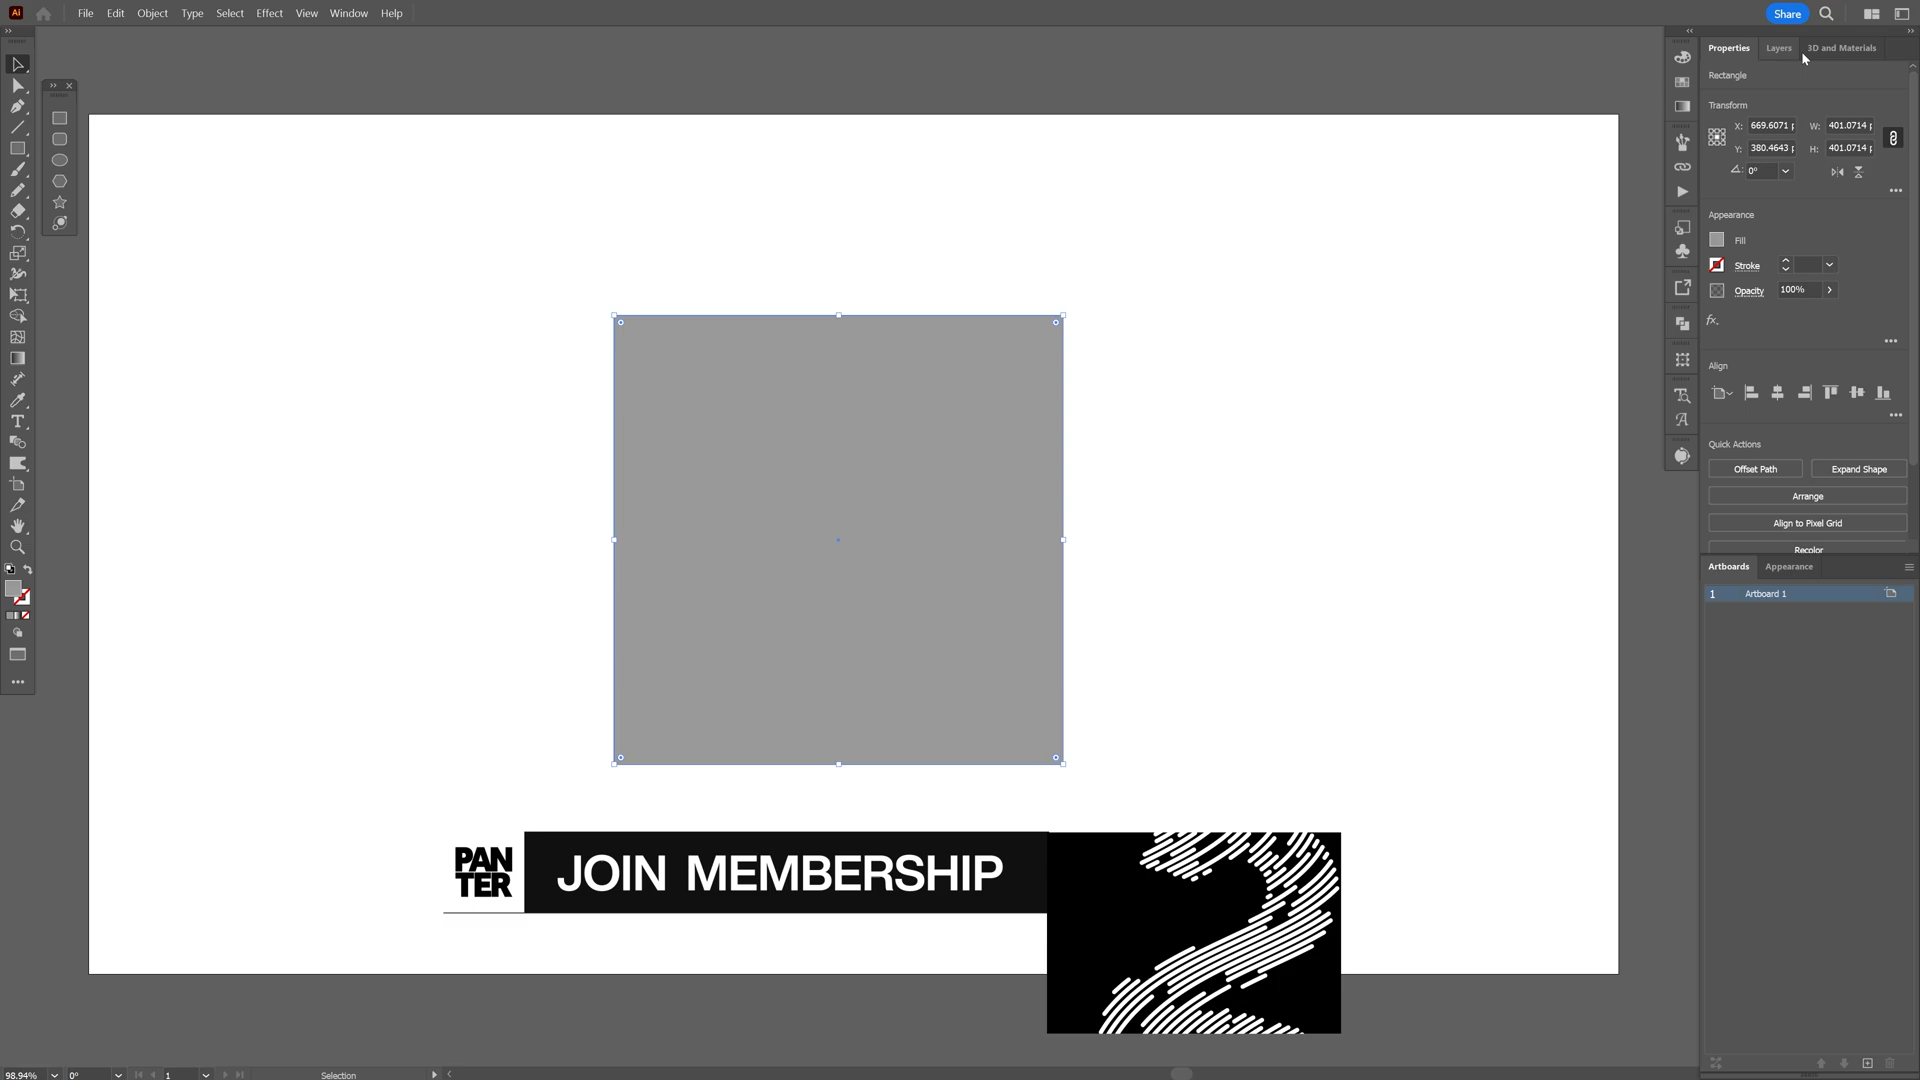 Ai File Edit Object Type Select Effect View Window Help Share
Properties Layers 3D and Materials
Rectangle
Transform
X: 669.6071 p W: 401.0714 p
Y: 380.4643 p H: 401.0714 p
0°
Appearance
Fill
Stroke
Opacity 100%
fx.
Align
Quick Actions
Offset Path Expand Shape
Arrange
Align to Pixel Grid
Recolor
Artboards Appearance
1 Artboard 1
PAN
TER
JOIN MEMBERSHIP
98.94% 0° 1 Selection